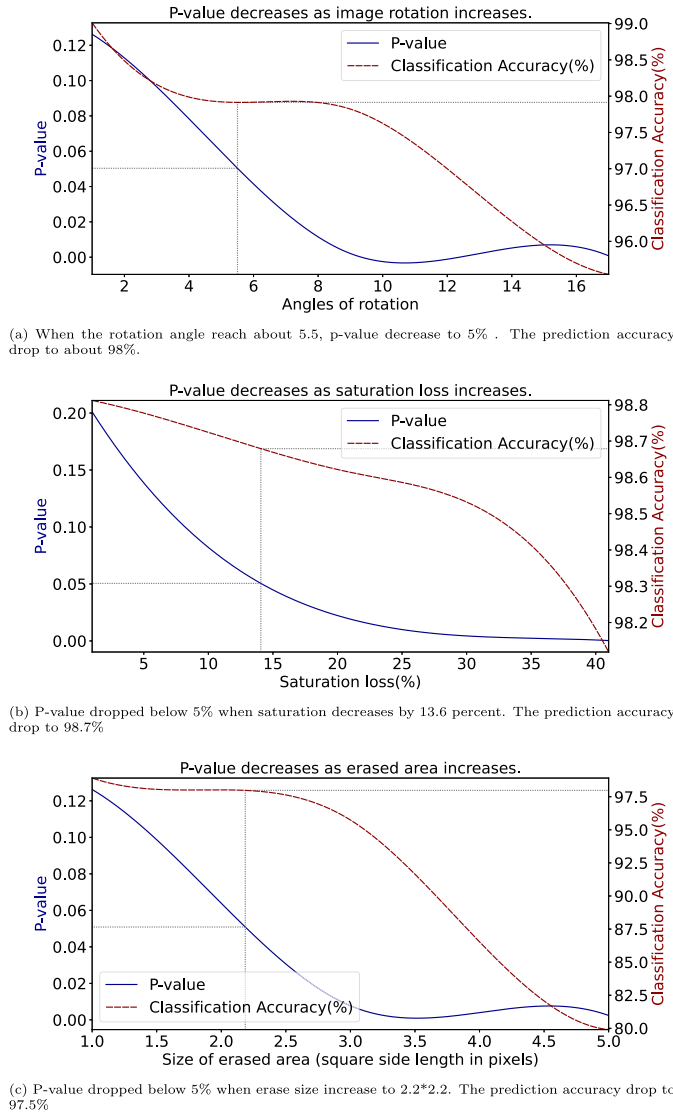 P-value decreases as image rotation increases.
P-value
Classification Accuracy(%)
0.12
0.10
0.08
0.06
0.04
0.02
0.00
P-value
99.0
98.5
98.0
97.5
97.0
96.5
96.0
Classification Accuracy(%)
2 4 6 8 10 12 14 16
Angles of rotation
(a) When the rotation angle reach about 5.5, p-value decrease to 5% . The prediction accuracy
drop to about 98%.
P-value decreases as saturation loss increases.
P-value
Classification Accuracy(%)
0.20
0.15
0.10
0.05
0.00
P-value
98.8
98.7
98.6
98.5
98.4
98.3
98.2
Classification Accuracy(%)
5 10 15 20 25 30 35 40
Saturation loss(%)
(b) P-value dropped below 5% when saturation decreases by 13.6 percent. The prediction accuracy
drop to 98.7%
P-value decreases as erased area increases.
0.12
0.10
0.08
0.06
0.04
0.02
0.00
P-value
97.5
95.0
92.5
90.0
87.5
85.0
82.5
80.0
Classification Accuracy(%)
P-value
Classification Accuracy(%)
1.0 1.5 2.0 2.5 3.0 3.5 4.0 4.5 5.0
Size of erased area (square side length in pixels)
(c) P-value dropped below 5% when erase size increase to 2.2*2.2. The prediction accuracy drop to
97.5%